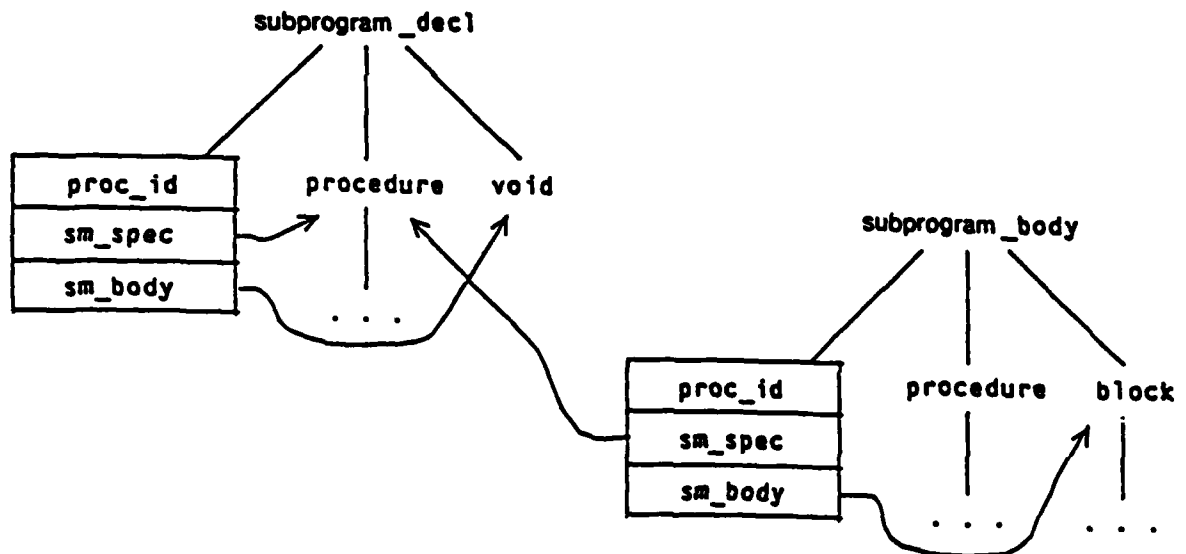 subprogram_decl
proc_id
procedure
void
sm_spec
sm_body
. . .
subprogram_body
proc_id
procedure
block
sm_spec
sm_body
. . .
. . .